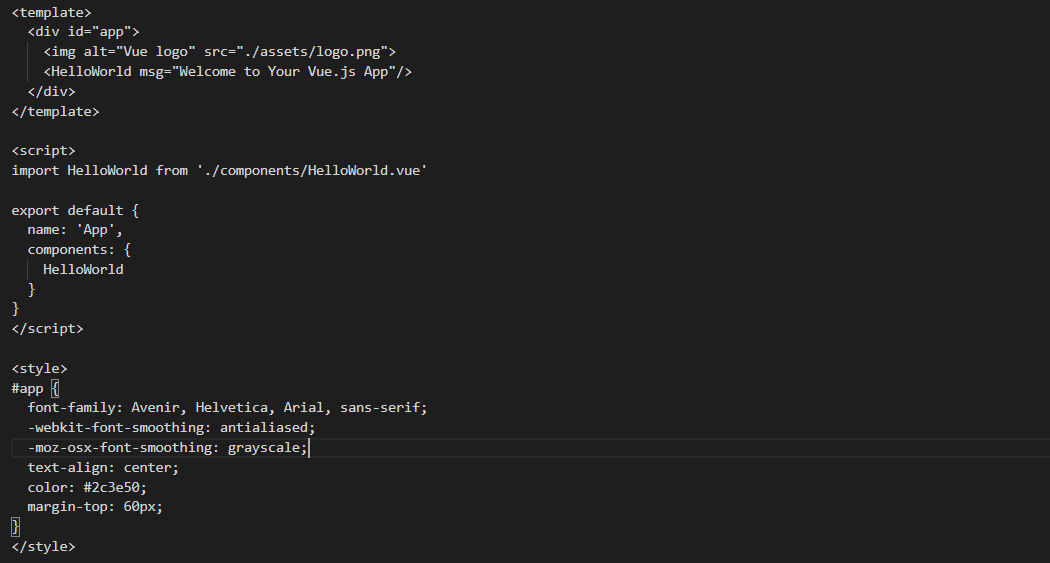 <template>
  <div id="app">
    <img alt="Vue logo" src="./assets/logo.png">
    <HelloWorld msg="Welcome to Your Vue.js App"/>
  </div>
</template>

<script>
import HelloWorld from './components/HelloWorld.vue'

export default {
  name: 'App',
  components: {
    HelloWorld
  }
}
</script>

<style>
#app {
  font-family: Avenir, Helvetica, Arial, sans-serif;
  -webkit-font-smoothing: antialiased;
  -moz-osx-font-smoothing: grayscale;
  text-align: center;
  color: #2c3e50;
  margin-top: 60px;
}
</style>